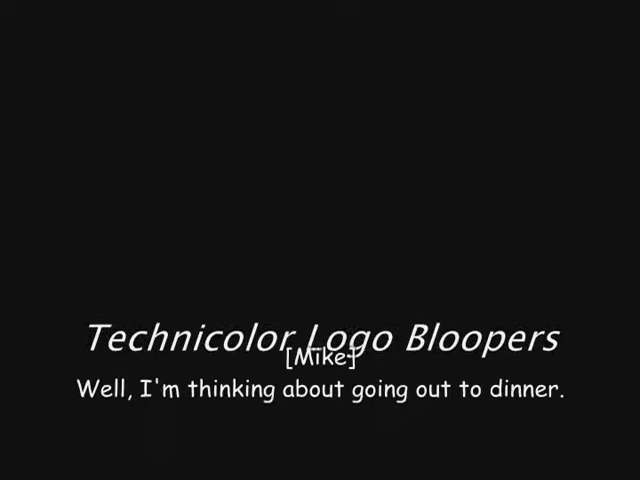 Technicolor Logo Bloopers
[Mike]
Well, I'm thinking about going out to dinner.